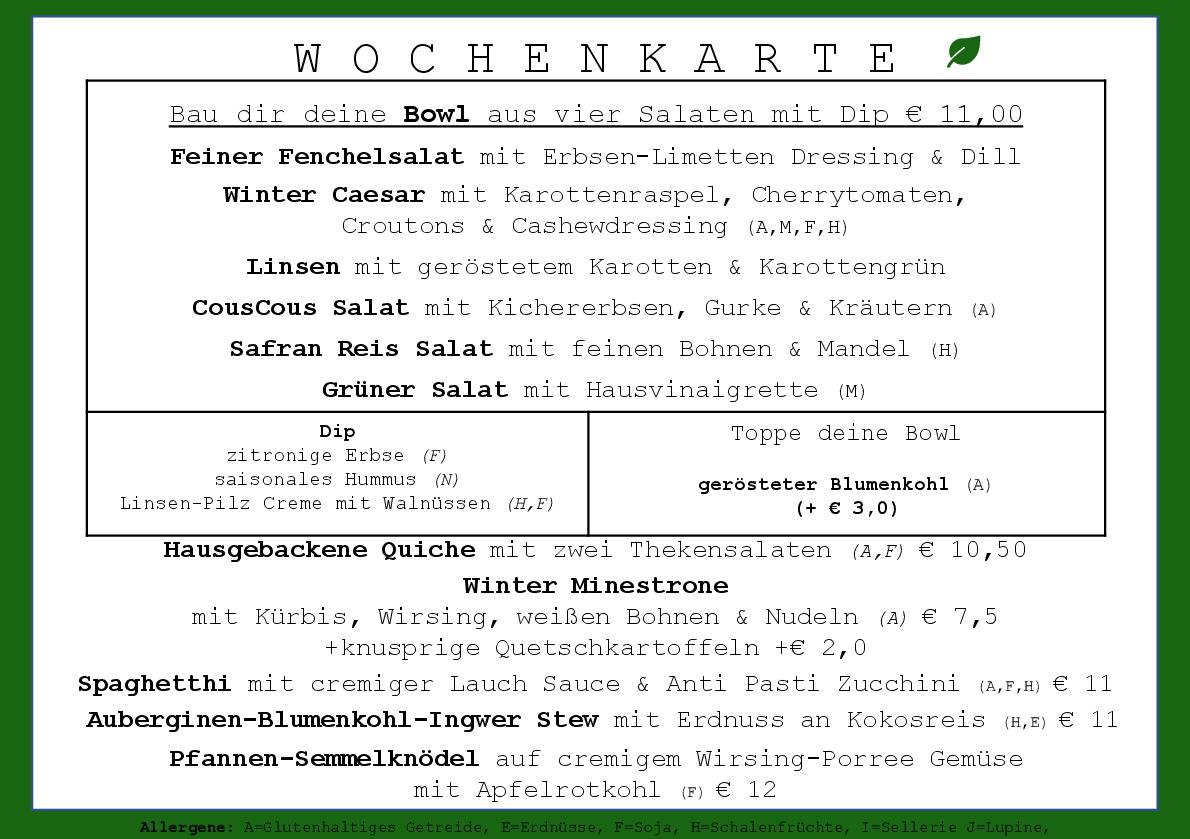 WOCHENKARTE
Bau dir deine Bowl aus vier Salaten mit Dip € 11,00
Feiner Fenchelsalat mit Erbsen-Limetten Dressing & Dill
Winter Caesar mit Karottenraspel, Cherrytomaten,
Croutons & Cashewdressing (A,M,F,H)
Linsen mit geröstetem Karotten & Karottengrün
CousCous Salat mit Kichererbsen, Gurke & Kräutern (A)
Safran Reis Salat mit feinen Bohnen & Mandel (H)
Grüner Salat mit Hausvinaigrette (M)
Dip
zitronige Erbse (F)
saisonales Hummus (N)
Linsen-Pilz Creme mit Walnüssen (H,F)
Toppe deine Bowl
gerösteter Blumenkohl (A)
(+ € 3,0)
Hausgebackene Quiche mit zwei Thekensalaten (A,F) € 10,50
Winter Minestrone
mit Kürbis, Wirsing, weißen Bohnen & Nudeln (A) € 7,5
+knusprige Quetschkartoffeln +€ 2,0
Spaghetthi mit cremiger Lauch Sauce & Anti Pasti Zucchini (A,F,H) € 11
Auberginen-Blumenkohl-Ingwer Stew mit Erdnuss an Kokosreis (H,E) € 11
Pfannen-Semmelknödel auf cremigem Wirsing-Porree Gemüse
mit Apfelrotkohl (F) € 12
Allergene: A=Glutenhaltiges Getreide, E=Erdnüsse, F=Soja, H=Schalenfrüchte, I=Sellerie J=Lupine,